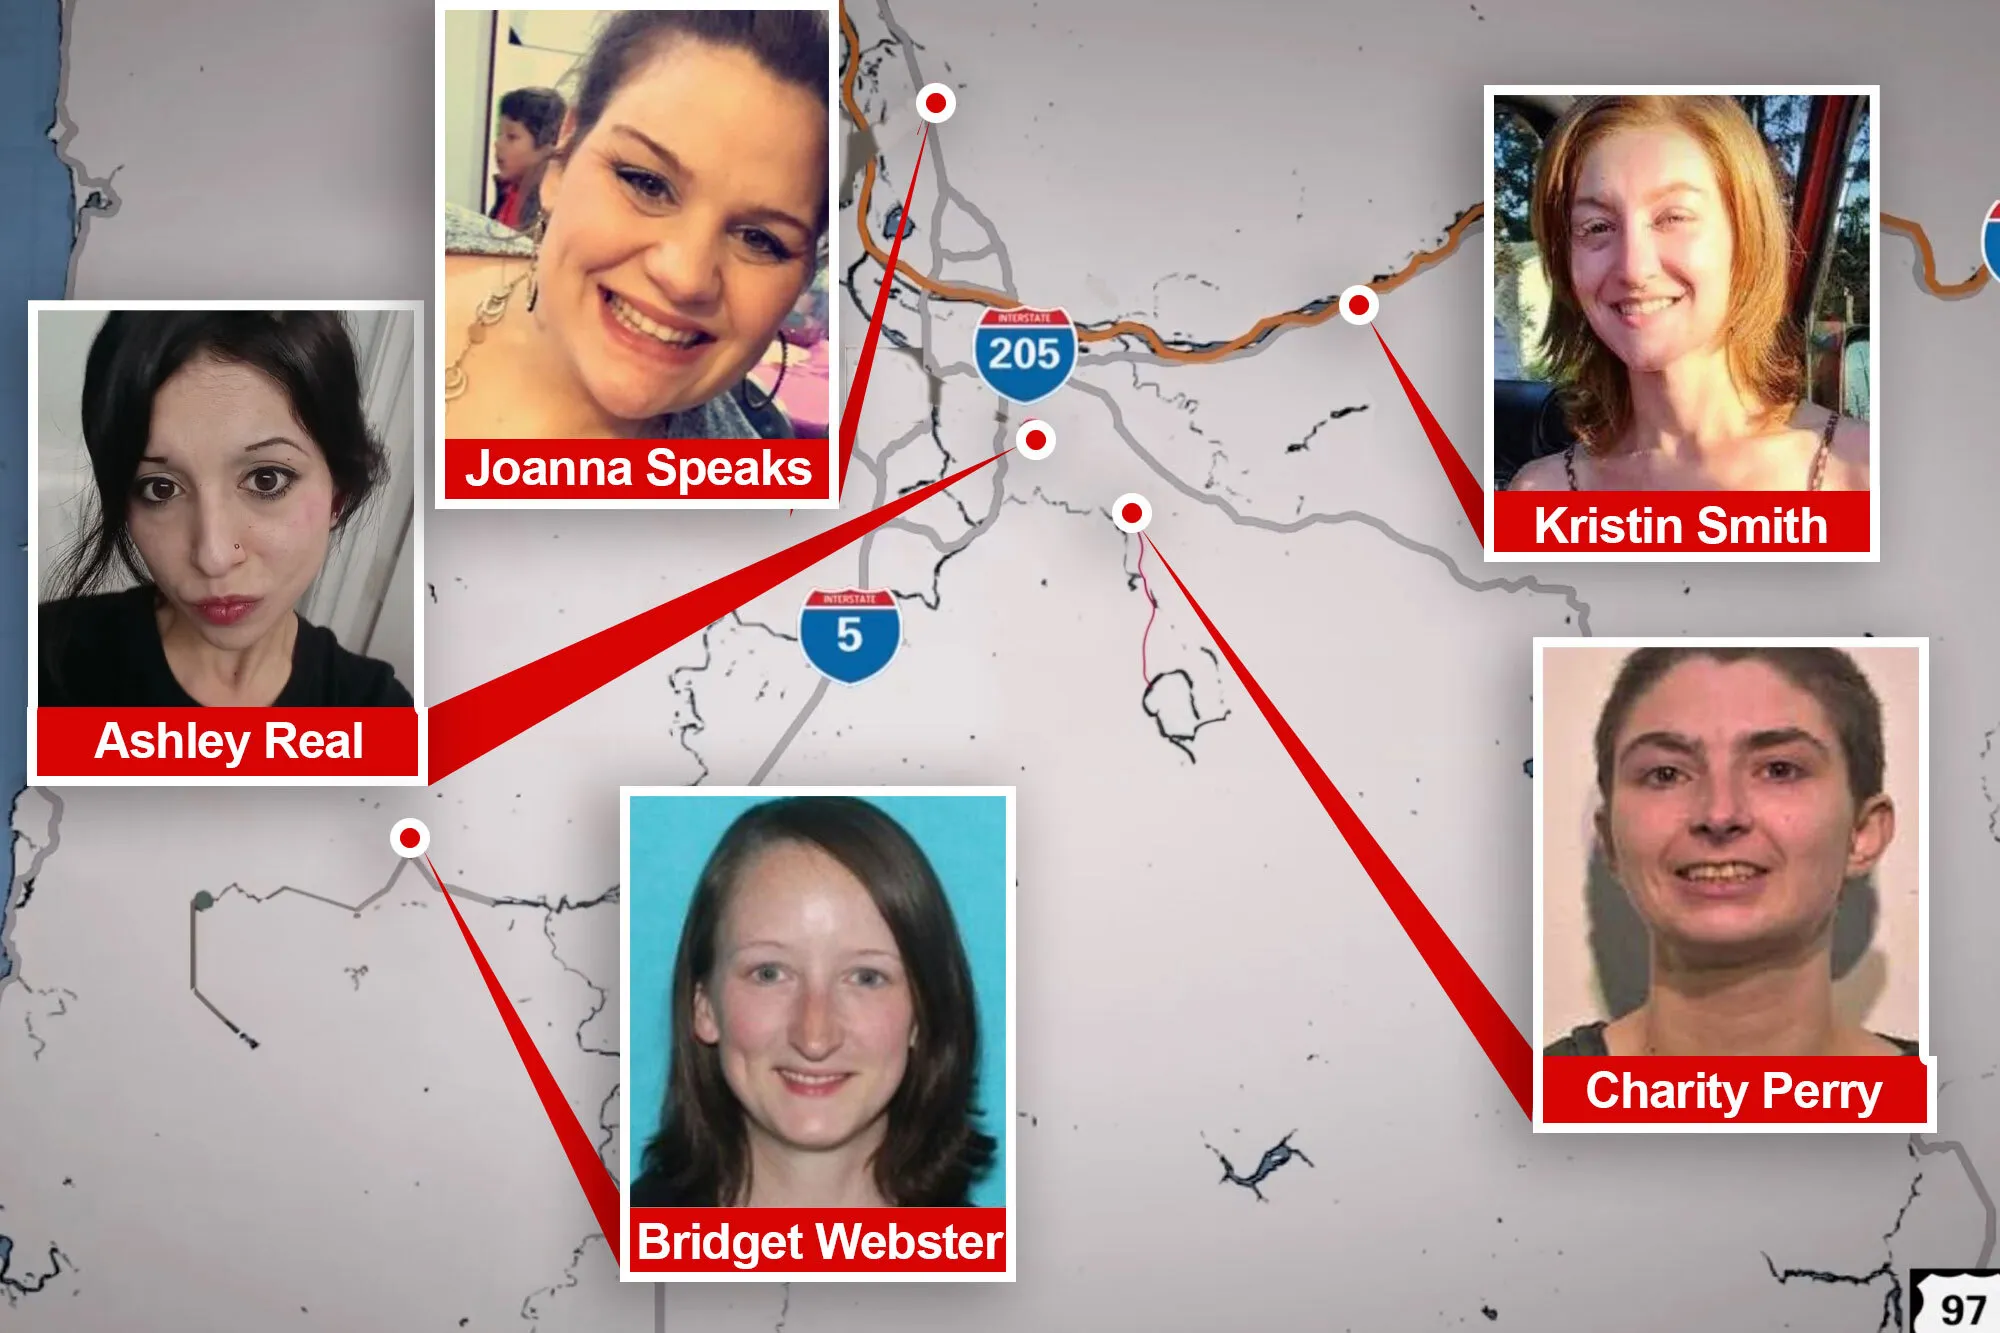 Joanna Speaks
INTERSTATE
205
Kristin Smith
Ashley Real
INTERSTATE
5
Charity Perry
Bridget Webster
97